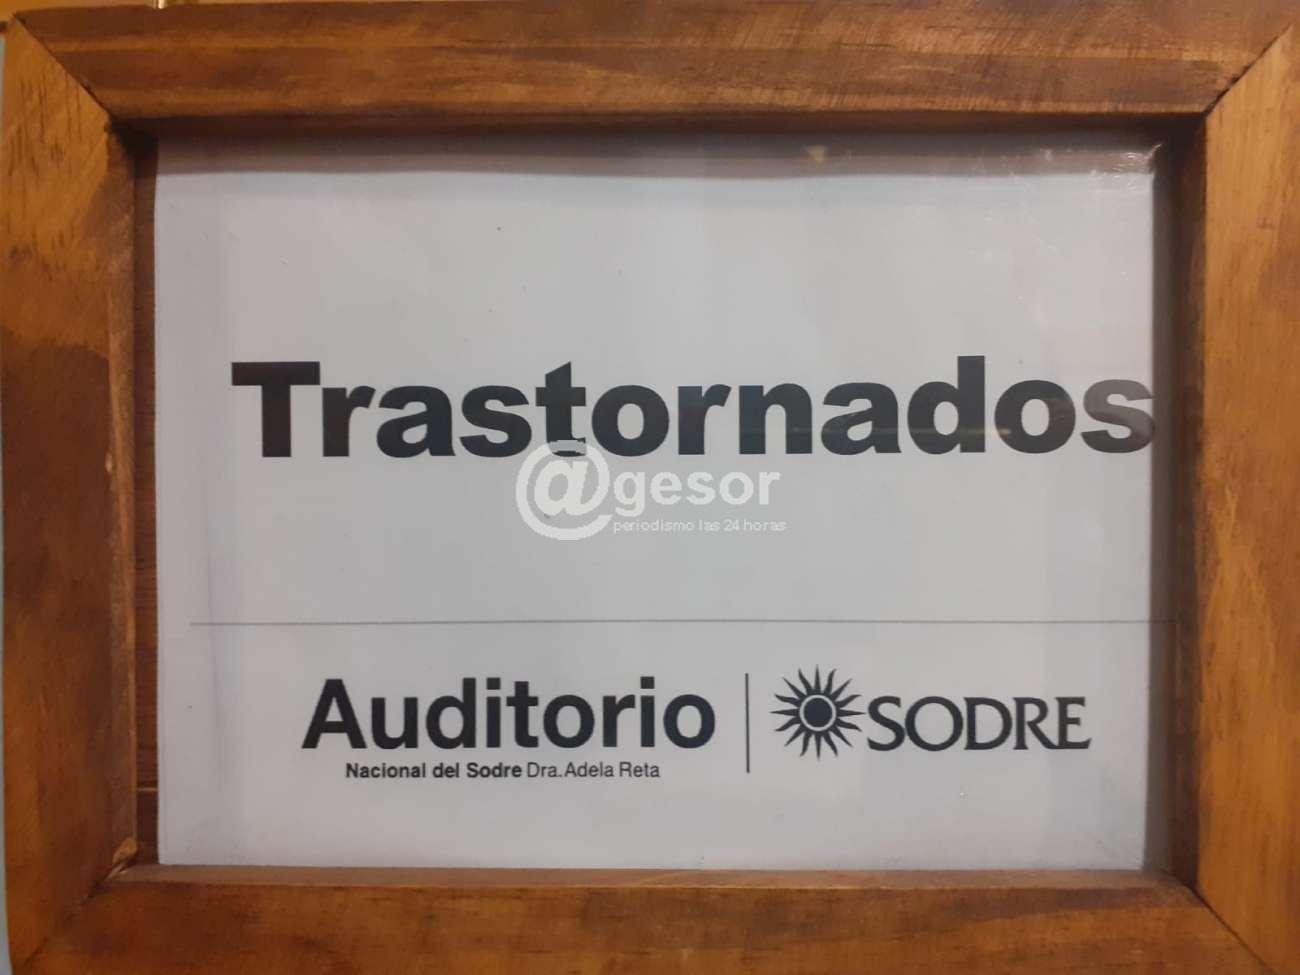 Trastornados
@gesor
periodismo las 24 horas
Auditorio
Nacional del Sodre Dra. Adela Reta
SODRE